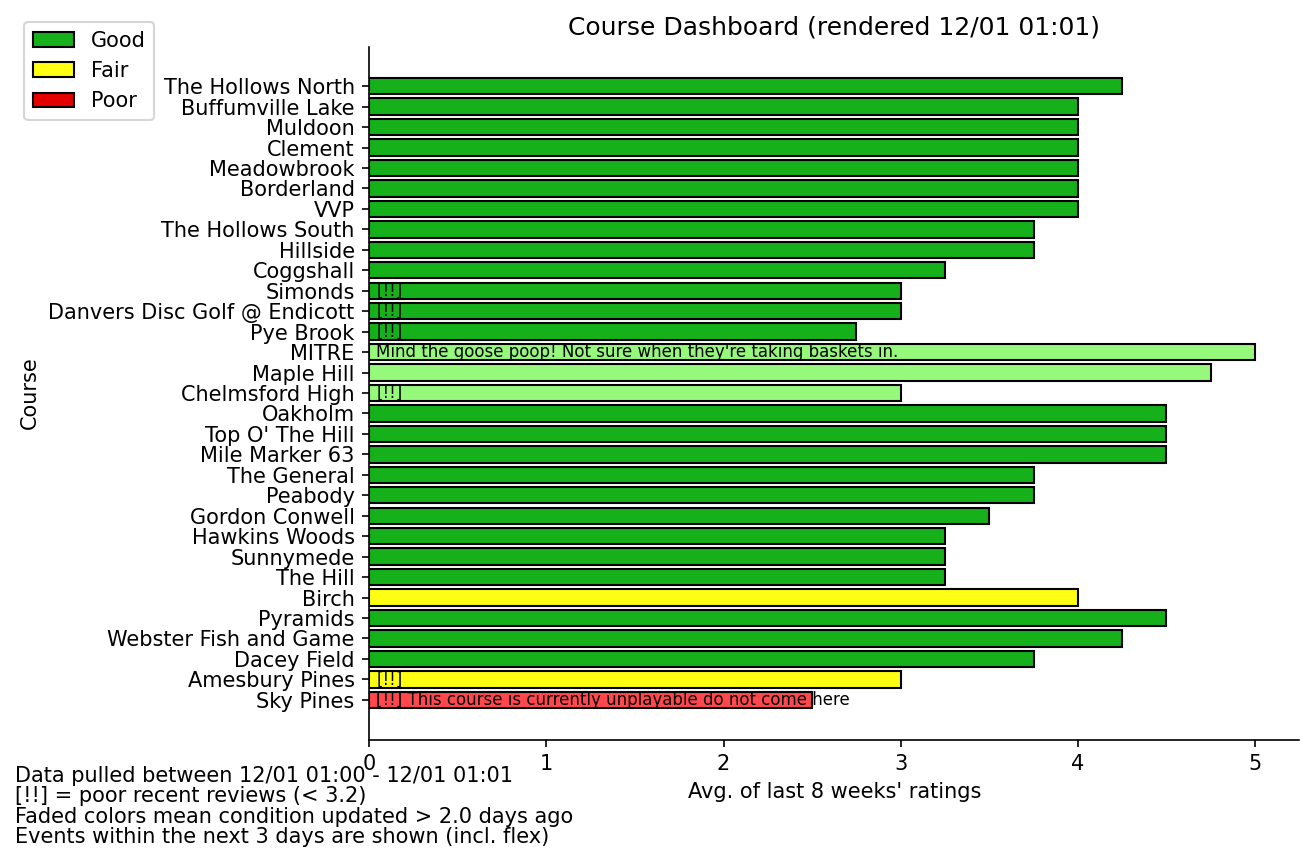 Course Dashboard (rendered 12/01 01:01)
Good
Fair
Poor
The Hollows North
Buffumville Lake
Muldoon
Clement
Meadowbrook
Borderland
VVP
The Hollows South
Hillside
Coggshall
Simonds [!!]
Danvers Disc Golf @ Endicott [!!]
Pye Brook [!!]
MITRE Mind the goose poop! Not sure when they're taking baskets in.
Maple Hill
Chelmsford High [!!]
Oakholm
Top O' The Hill
Mile Marker 63
The General
Peabody
Gordon Conwell
Hawkins Woods
Sunnymede
The Hill
Birch
Pyramids
Webster Fish and Game
Dacey Field
Amesbury Pines [!!]
Sky Pines [!!] This course is currently unplayable do not come here
Course
0 1 2 3 4 5
Avg. of last 8 weeks' ratings
Data pulled between 12/01 01:00 - 12/01 01:01
[!!] = poor recent reviews (< 3.2)
Faded colors mean condition updated > 2.0 days ago
Events within the next 3 days are shown (incl. flex)